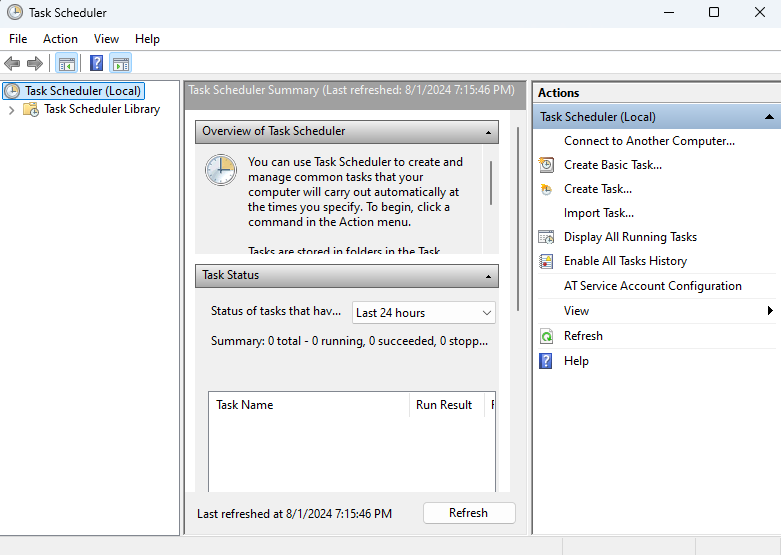 Task Scheduler
File Action View Help
Task Scheduler (Local)
Task Scheduler Library
Task Scheduler Summary (Last refreshed: 8/1/2024 7:15:46 PM)
Overview of Task Scheduler
You can use Task Scheduler to create and
manage common tasks that your
computer will carry out automatically at
the times you specify. To begin, click a
command in the Action menu.
Tasks are stored in folders in the Task
Task Status
Status of tasks that hav... Last 24 hours
Summary: 0 total - 0 running, 0 succeeded, 0 stopp...
Task Name Run Result
Last refreshed at 8/1/2024 7:15:46 PM Refresh
Actions
Task Scheduler (Local)
Connect to Another Computer...
Create Basic Task...
Create Task...
Import Task...
Display All Running Tasks
Enable All Tasks History
AT Service Account Configuration
View
Refresh
Help